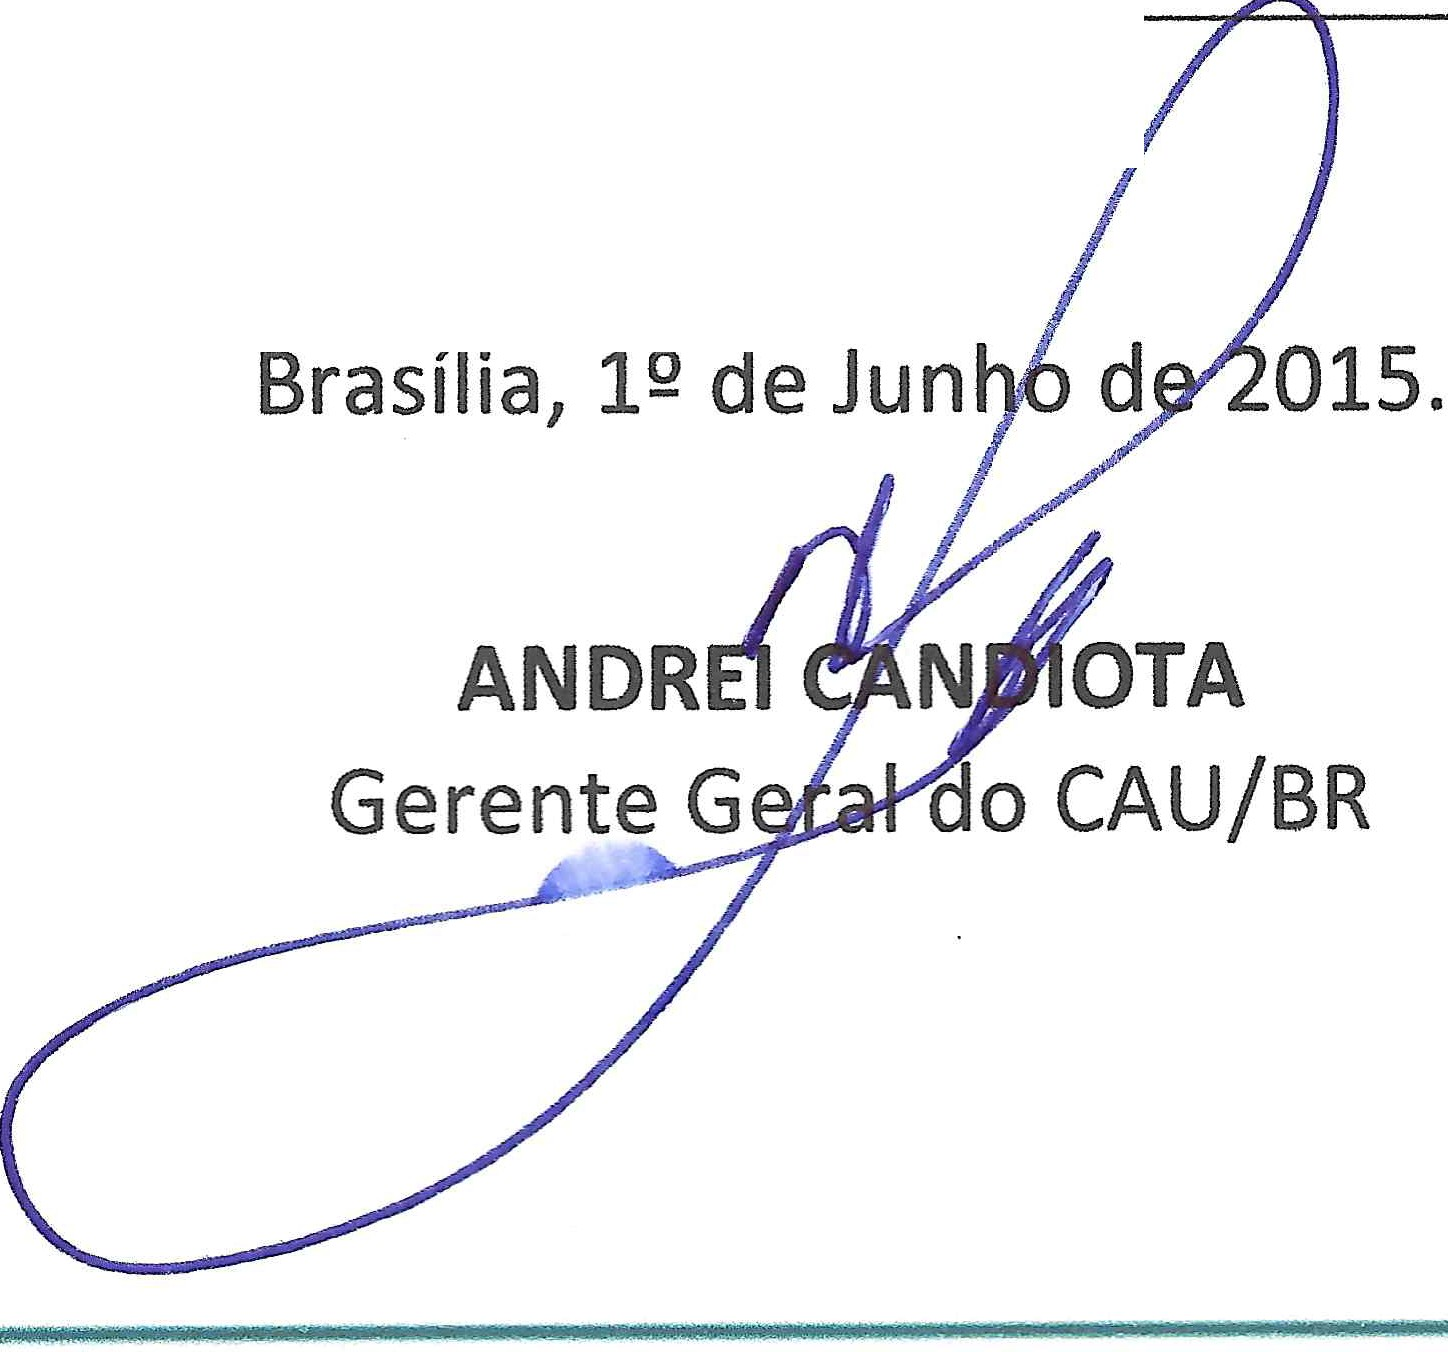 Brasília, 1º de Junho de 2015.
ANDREI CANDIOTA
Gerente Geral do CAU/BR